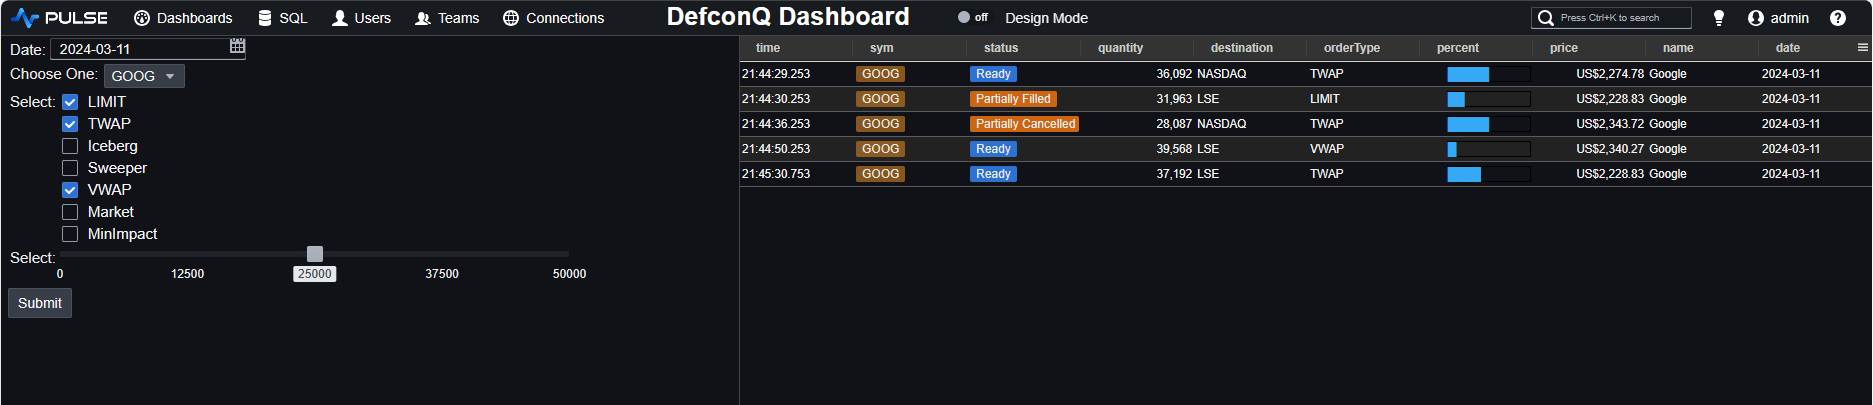 PULSE Dashboards SQL Users Teams Connections DefconQ Dashboard off Design Mode Press Ctrl+K to search admin ?
Date: 2024-03-11
Choose One: GOOG
Select: LIMIT
TWAP
Iceberg
Sweeper
VWAP
Market
MinImpact
Select:
0 12500 25000 37500 50000
Submit
time sym status quantity destination orderType percent price name date
21:44:29.253 GOOG Ready 36,092 NASDAQ TWAP US$2,274.78 Google 2024-03-11
21:44:30.253 GOOG Partially Filled 31,963 LSE LIMIT US$2,228.83 Google 2024-03-11
21:44:36.253 GOOG Partially Cancelled 28,087 NASDAQ TWAP US$2,343.72 Google 2024-03-11
21:44:50.253 GOOG Ready 39,568 LSE VWAP US$2,340.27 Google 2024-03-11
21:45:30.753 GOOG Ready 37,192 LSE TWAP US$2,228.83 Google 2024-03-11